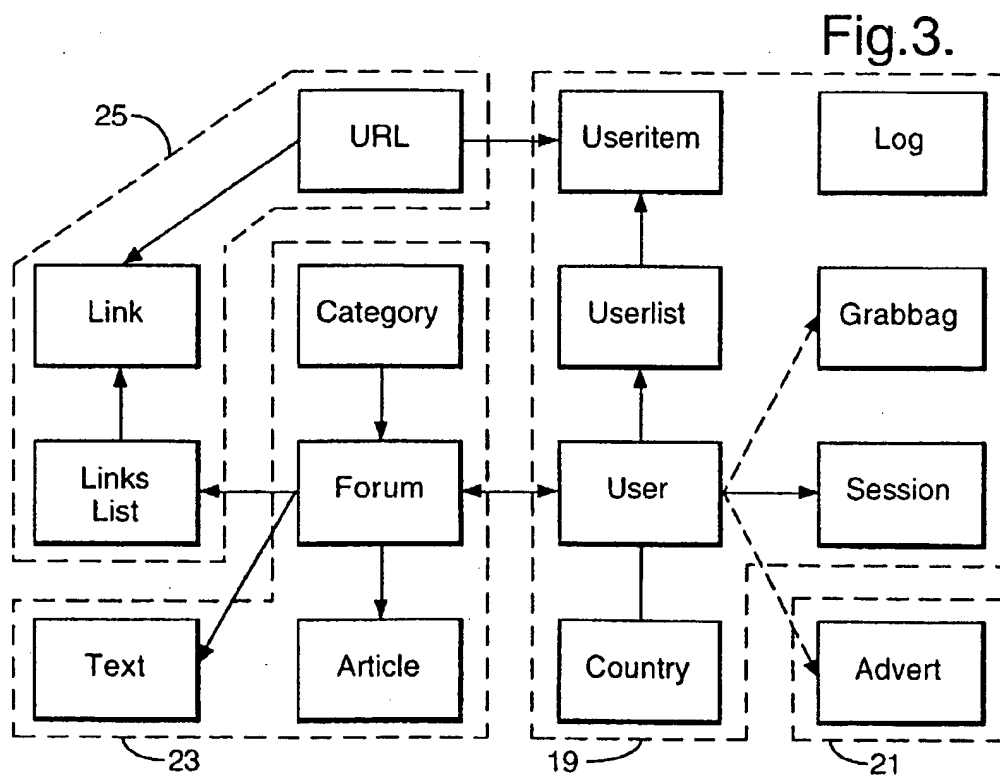 Fig.3.
25
URL
Useritem
Log
Link
Category
Userlist
Grabbag
Links
List
Forum
User
Session
Text
Article
Country
Advert
23
19
21